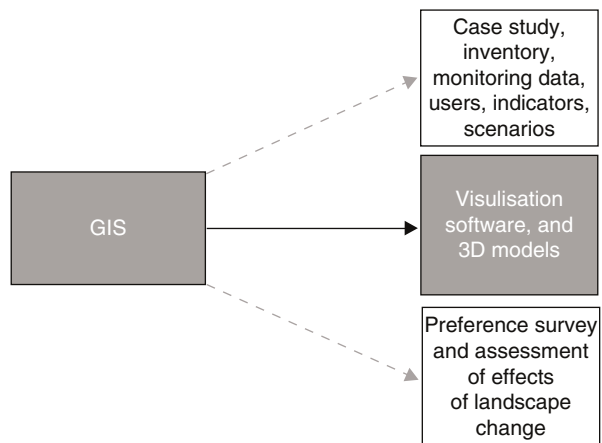 Case study,
inventory,
monitoring data,
users, indicators,
scenarios
GIS
Visulisation
software, and
3D models
Preference survey
and assessment
of effects
of landscape
change